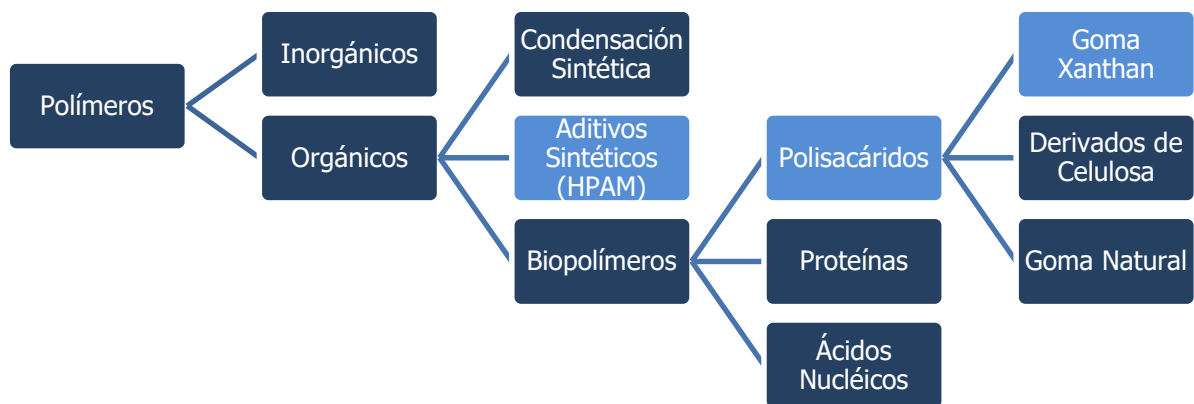 Polímeros
Inorgánicos
Orgánicos
Condensación
Sintética
Aditivos
Sintéticos
(HPAM)
Biopolímeros
Polisacáridos
Proteínas
Ácidos
Nucléicos
Goma
Xanthan
Derivados de
Celulosa
Goma Natural